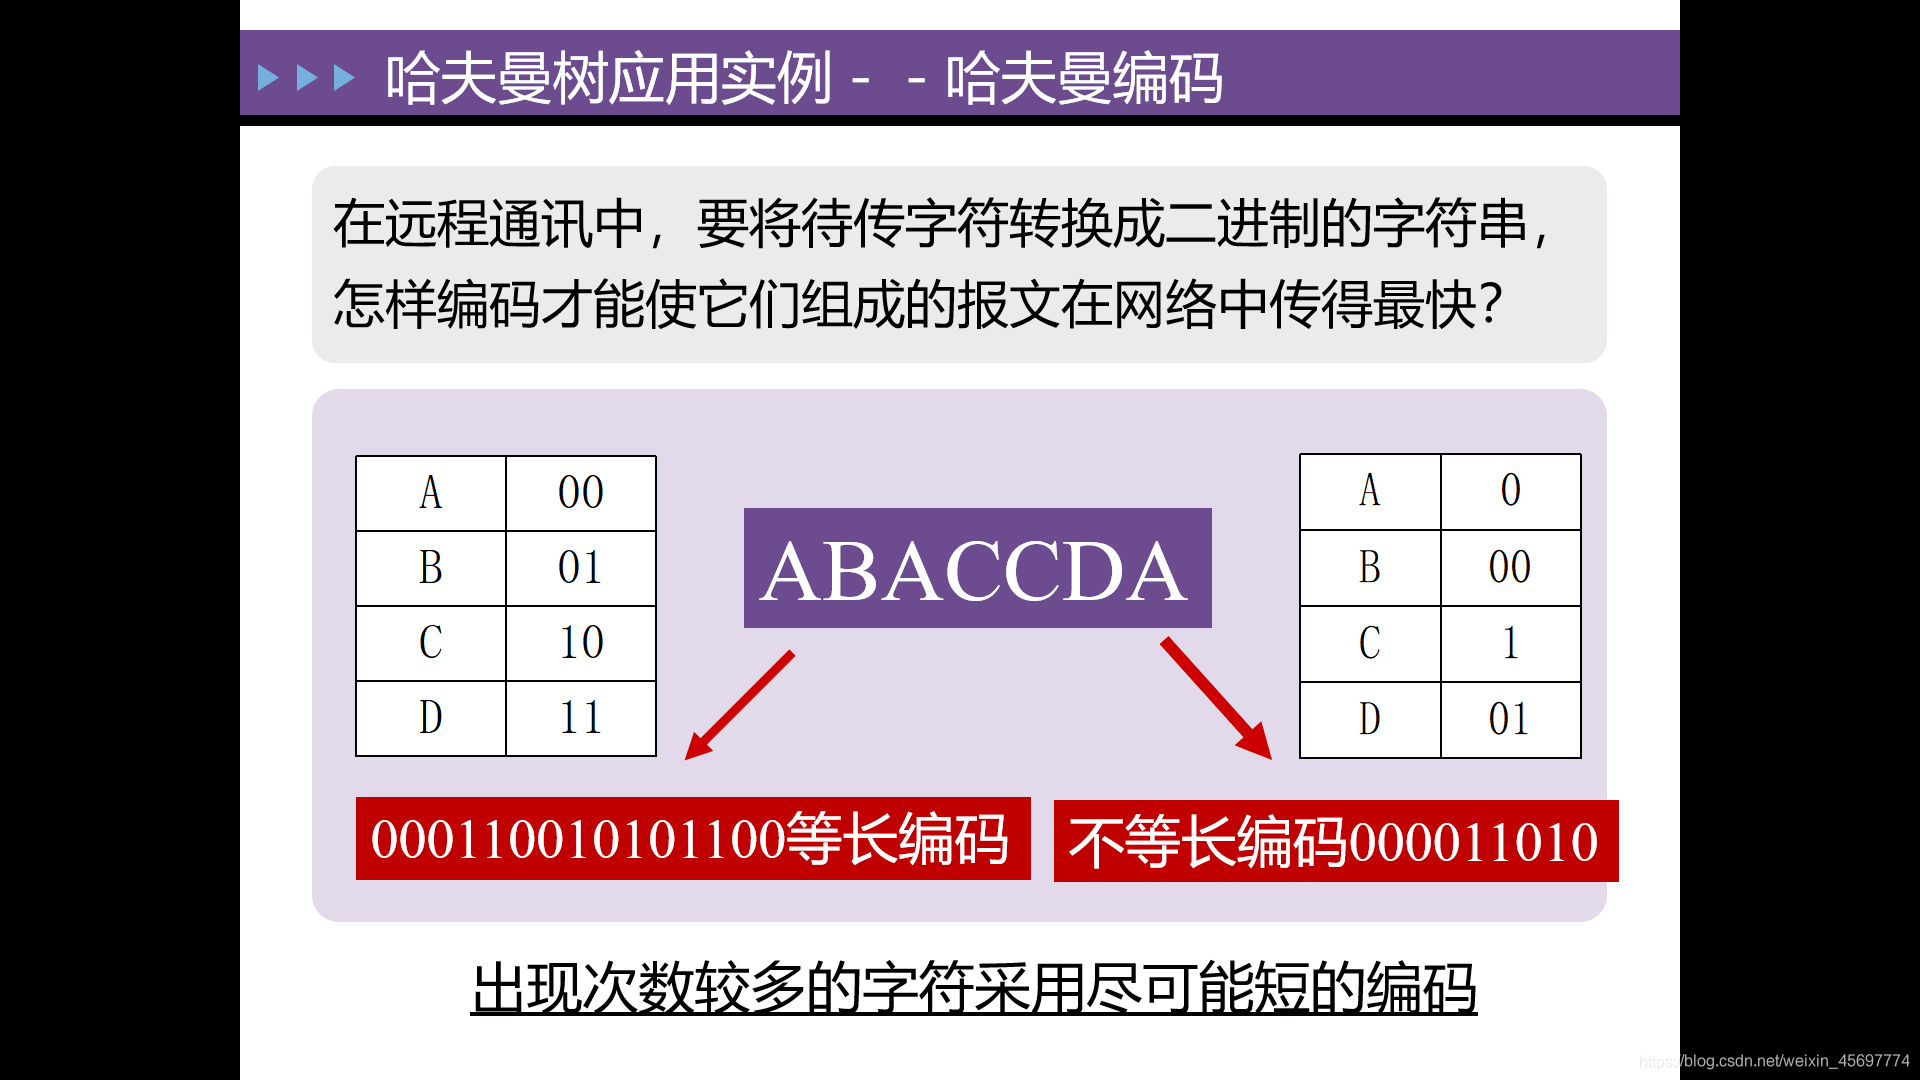 哈夫曼树应用实例 - - 哈夫曼编码
在远程通讯中，要将待传字符转换成二进制的字符串，
怎样编码才能使它们组成的报文在网络中传得最快？
A 00
B 01
C 10
D 11
ABACCDA
A 0
B 00
C 1
D 01
000110010101100等长编码
不等长编码000011010
出现次数较多的字符采用尽可能短的编码
https://blog.csdn.net/weixin_45697774